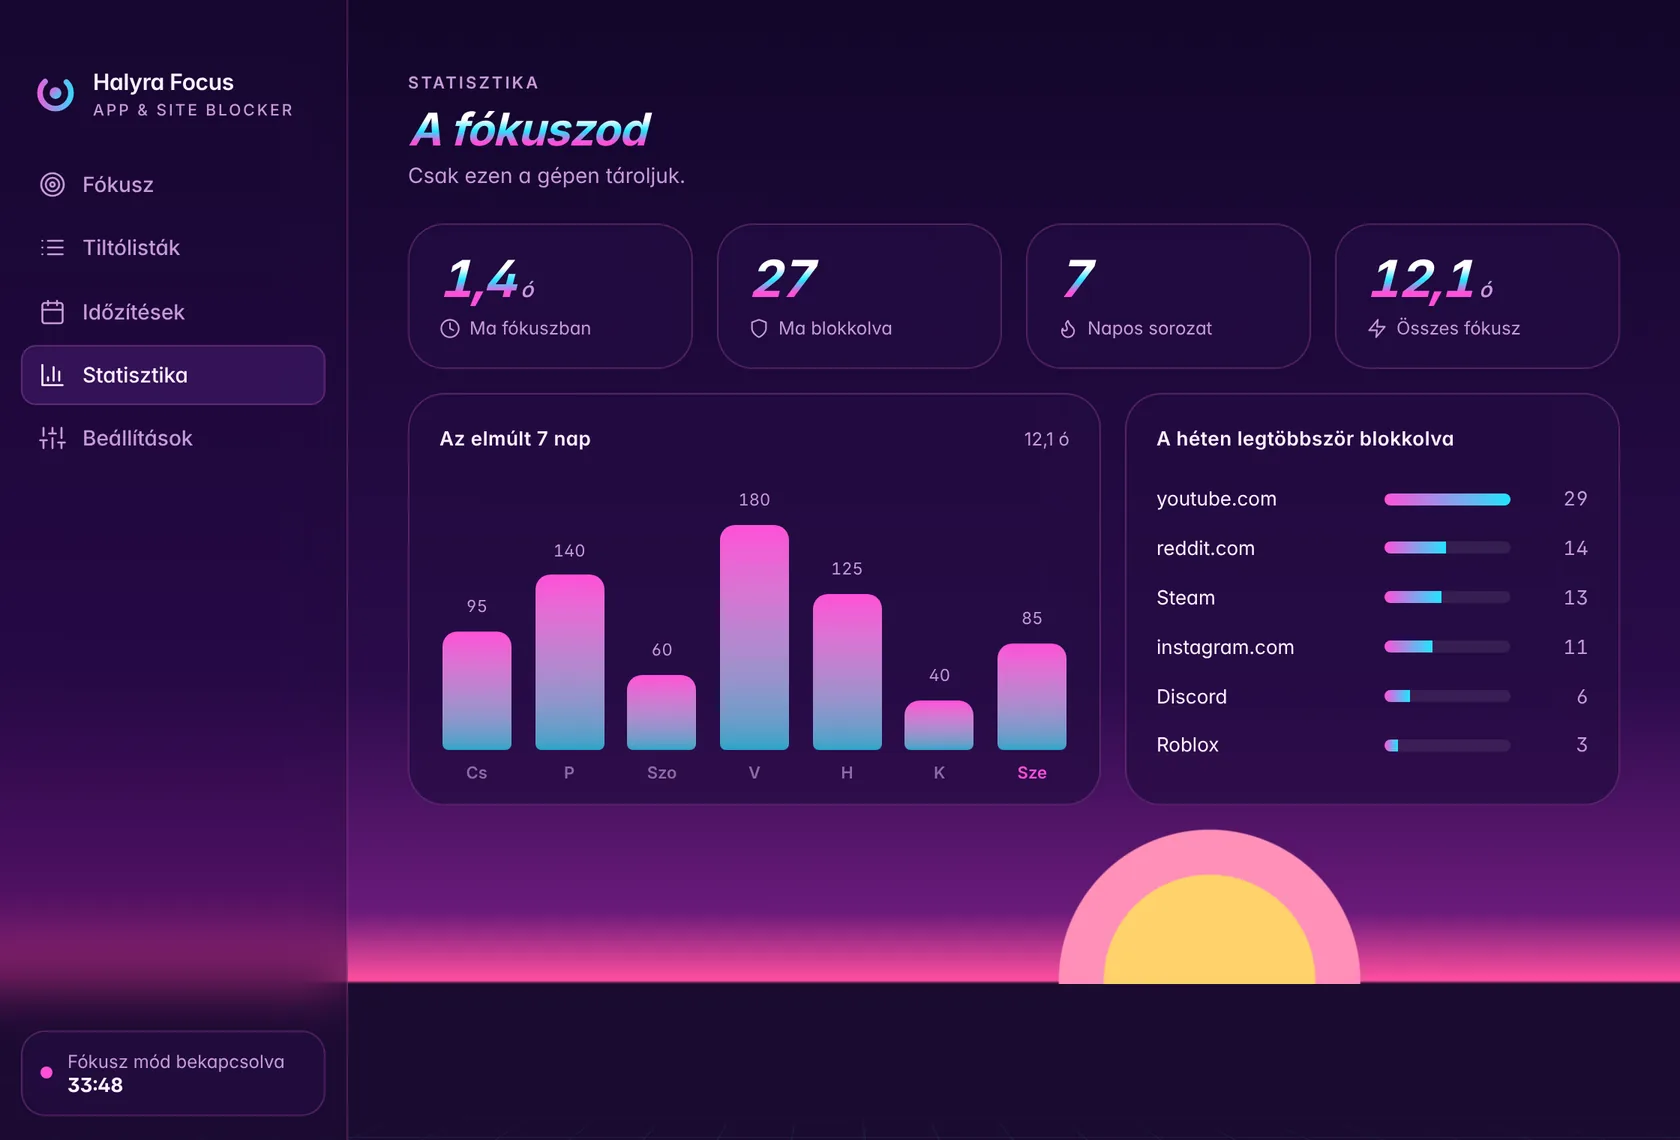 Halyra Focus
APP & SITE BLOCKER
Fókusz
Tiltólisták
Időzítések
Statisztika
Beállítások
Fókusz mód bekapcsolva
33:48
STATISZTIKA
A fókuszod
Csak ezen a gépen tároljuk.
1,4 ó
Ma fókuszban
27
Ma blokkolva
7
Napos sorozat
12,1 ó
Összes fókusz
Az elmúlt 7 nap
12,1 ó
95
140
60
180
125
40
85
Cs
P
Szo
V
H
K
Sze
A héten legtöbbször blokkolva
youtube.com 29
reddit.com 14
Steam 13
instagram.com 11
Discord 6
Roblox 3